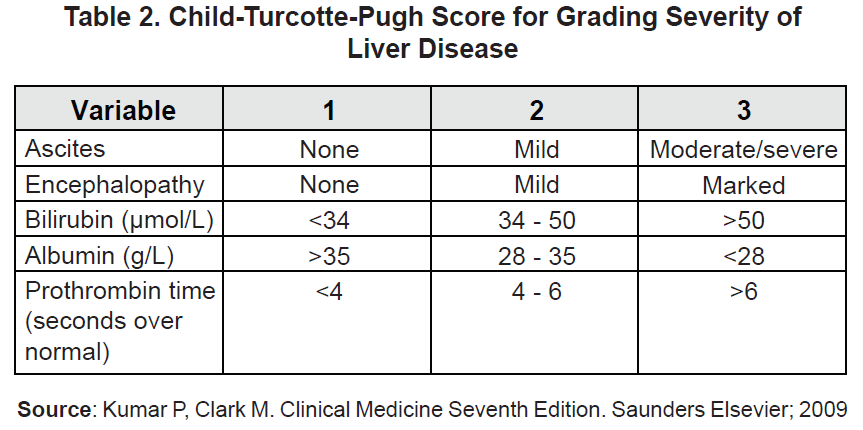 Table 2. Child-Turcotte-Pugh Score for Grading Severity of
Liver Disease
Variable 1 2 3
Ascites None Mild Moderate/severe
Encephalopathy None Mild Marked
Bilirubin (µmol/L) <34 34 - 50 >50
Albumin (g/L) >35 28 - 35 <28
Prothrombin time <4 4 - 6 >6
(seconds over
normal)
Source: Kumar P, Clark M. Clinical Medicine Seventh Edition. Saunders Elsevier; 2009